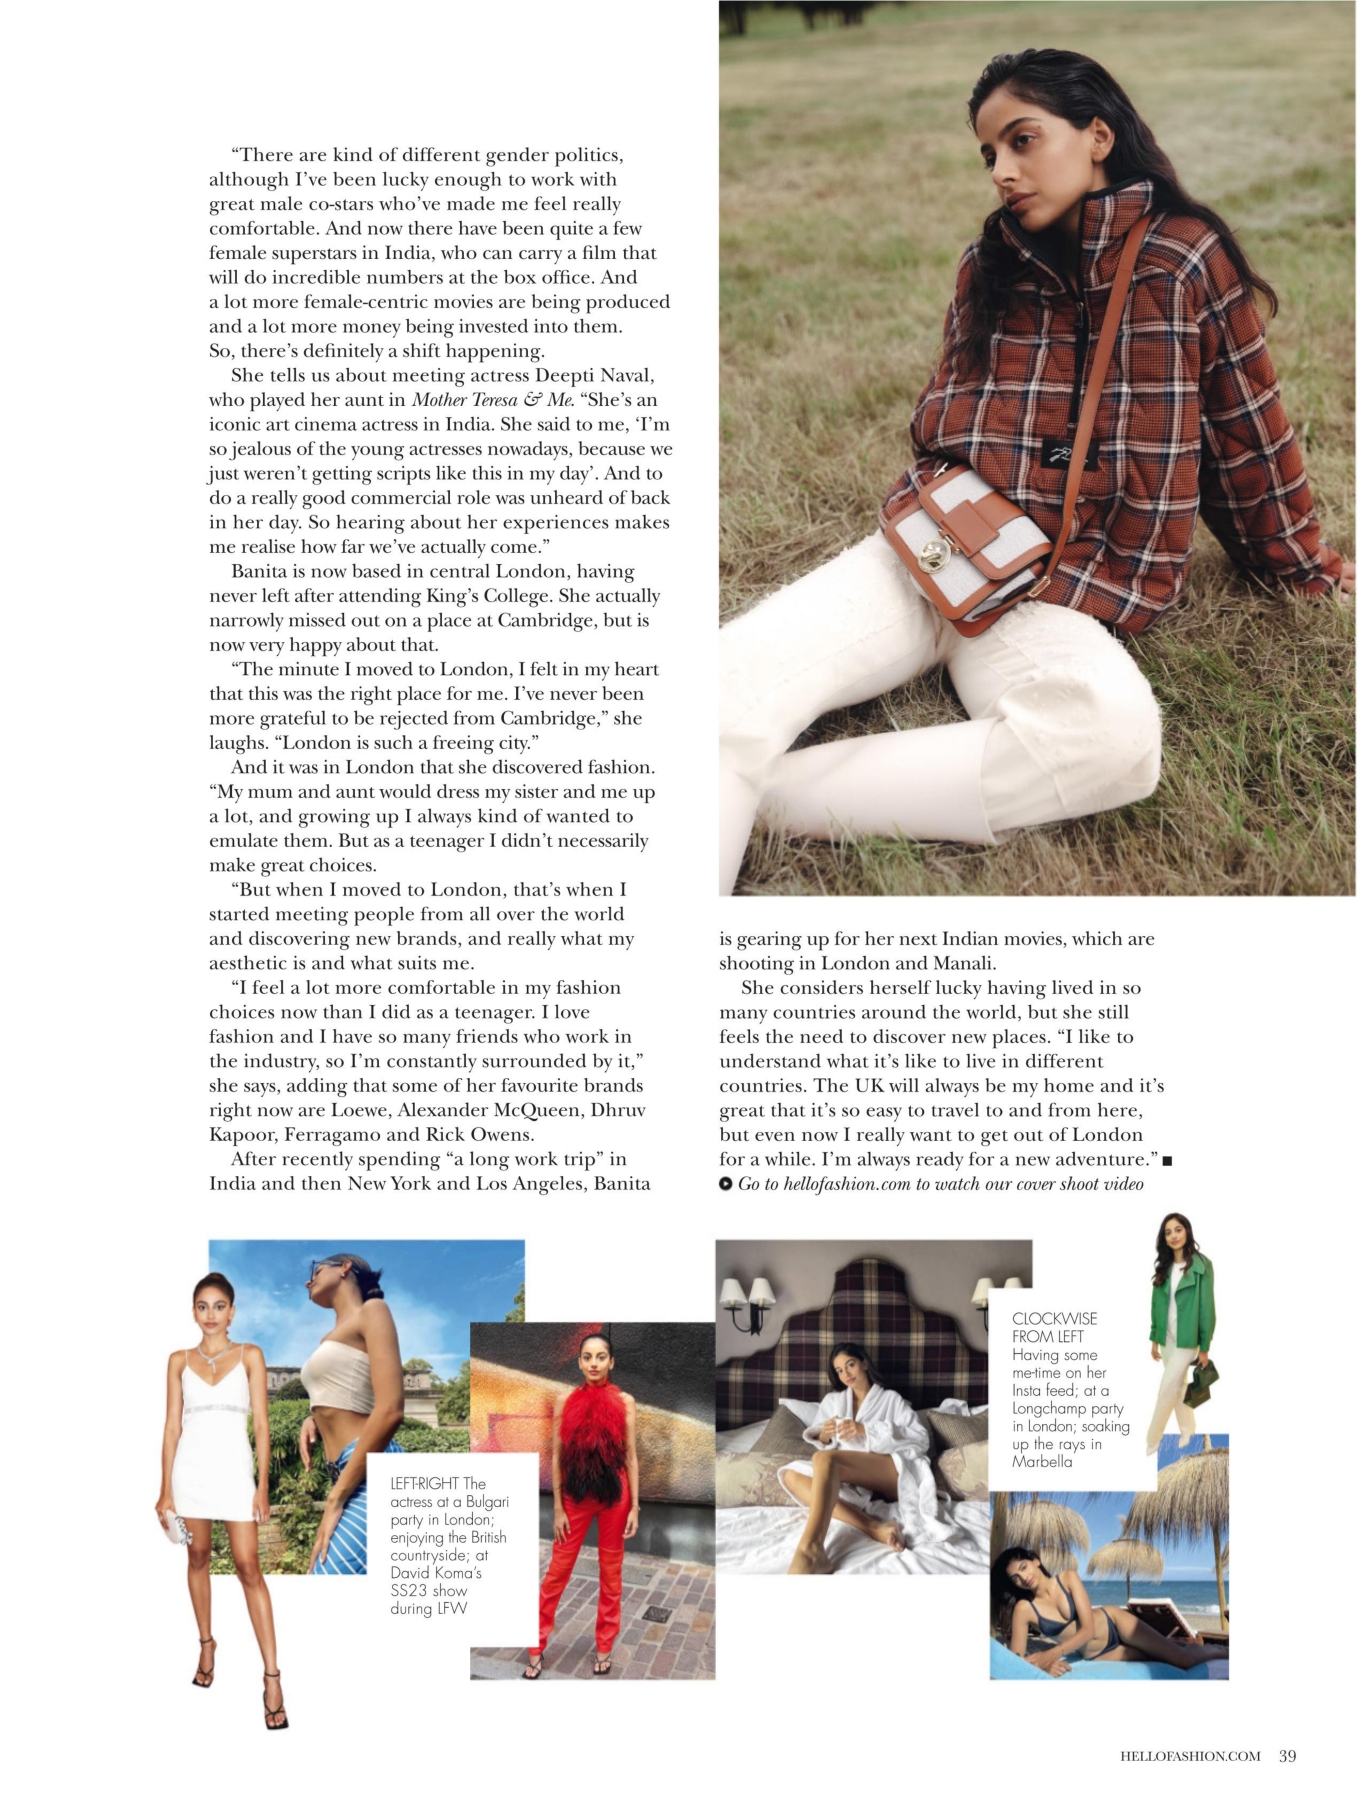 “There are kind of different gender politics,
although I’ve been lucky enough to work with
great male co-stars who’ve made me feel really
comfortable. And now there have been quite a few
female superstars in India, who can carry a film that
will do incredible numbers at the box office. And
a lot more female-centric movies are being produced
and a lot more money being invested into them.
So, there’s definitely a shift happening.
She tells us about meeting actress Deepti Naval,
who played her aunt in Mother Teresa & Me. “She’s an
iconic art cinema actress in India. She said to me, ‘I’m
so jealous of the young actresses nowadays, because we
just weren’t getting scripts like this in my day’. And to
do a really good commercial role was unheard of back
in her day. So hearing about her experiences makes
me realise how far we’ve actually come.”
Banita is now based in central London, having
never left after attending King’s College. She actually
narrowly missed out on a place at Cambridge, but is
now very happy about that.
“The minute I moved to London, I felt in my heart
that this was the right place for me. I’ve never been
more grateful to be rejected from Cambridge,” she
laughs. “London is such a freeing city.”
And it was in London that she discovered fashion.
“My mum and aunt would dress my sister and me up
a lot, and growing up I always kind of wanted to
emulate them. But as a teenager I didn’t necessarily
make great choices.
“But when I moved to London, that’s when I
started meeting people from all over the world
and discovering new brands, and really what my
aesthetic is and what suits me.
“I feel a lot more comfortable in my fashion
choices now than I did as a teenager. I love
fashion and I have so many friends who work in
the industry, so I’m constantly surrounded by it,”
she says, adding that some of her favourite brands
right now are Loewe, Alexander McQueen, Dhruv
Kapoor, Ferragamo and Rick Owens.
After recently spending “a long work trip” in
India and then New York and Los Angeles, Banita
is gearing up for her next Indian movies, which are
shooting in London and Manali.
She considers herself lucky having lived in so
many countries around the world, but she still
feels the need to discover new places. “I like to
understand what it’s like to live in different
countries. The UK will always be my home and it’s
great that it’s so easy to travel to and from here,
but even now I really want to get out of London
for a while. I’m always ready for a new adventure.” ■
Go to hellofashion.com to watch our cover shoot video
LEFT-RIGHT The
actress at a Bulgari
party in London;
enjoying the British
countryside; at
David Koma’s
SS23 show
during LFW
CLOCKWISE
FROM LEFT
Having some
me-time on her
Insta feed; at a
Longchamp party
in London; soaking
up the rays in
Marbella
HELLOFASHION.COM 39